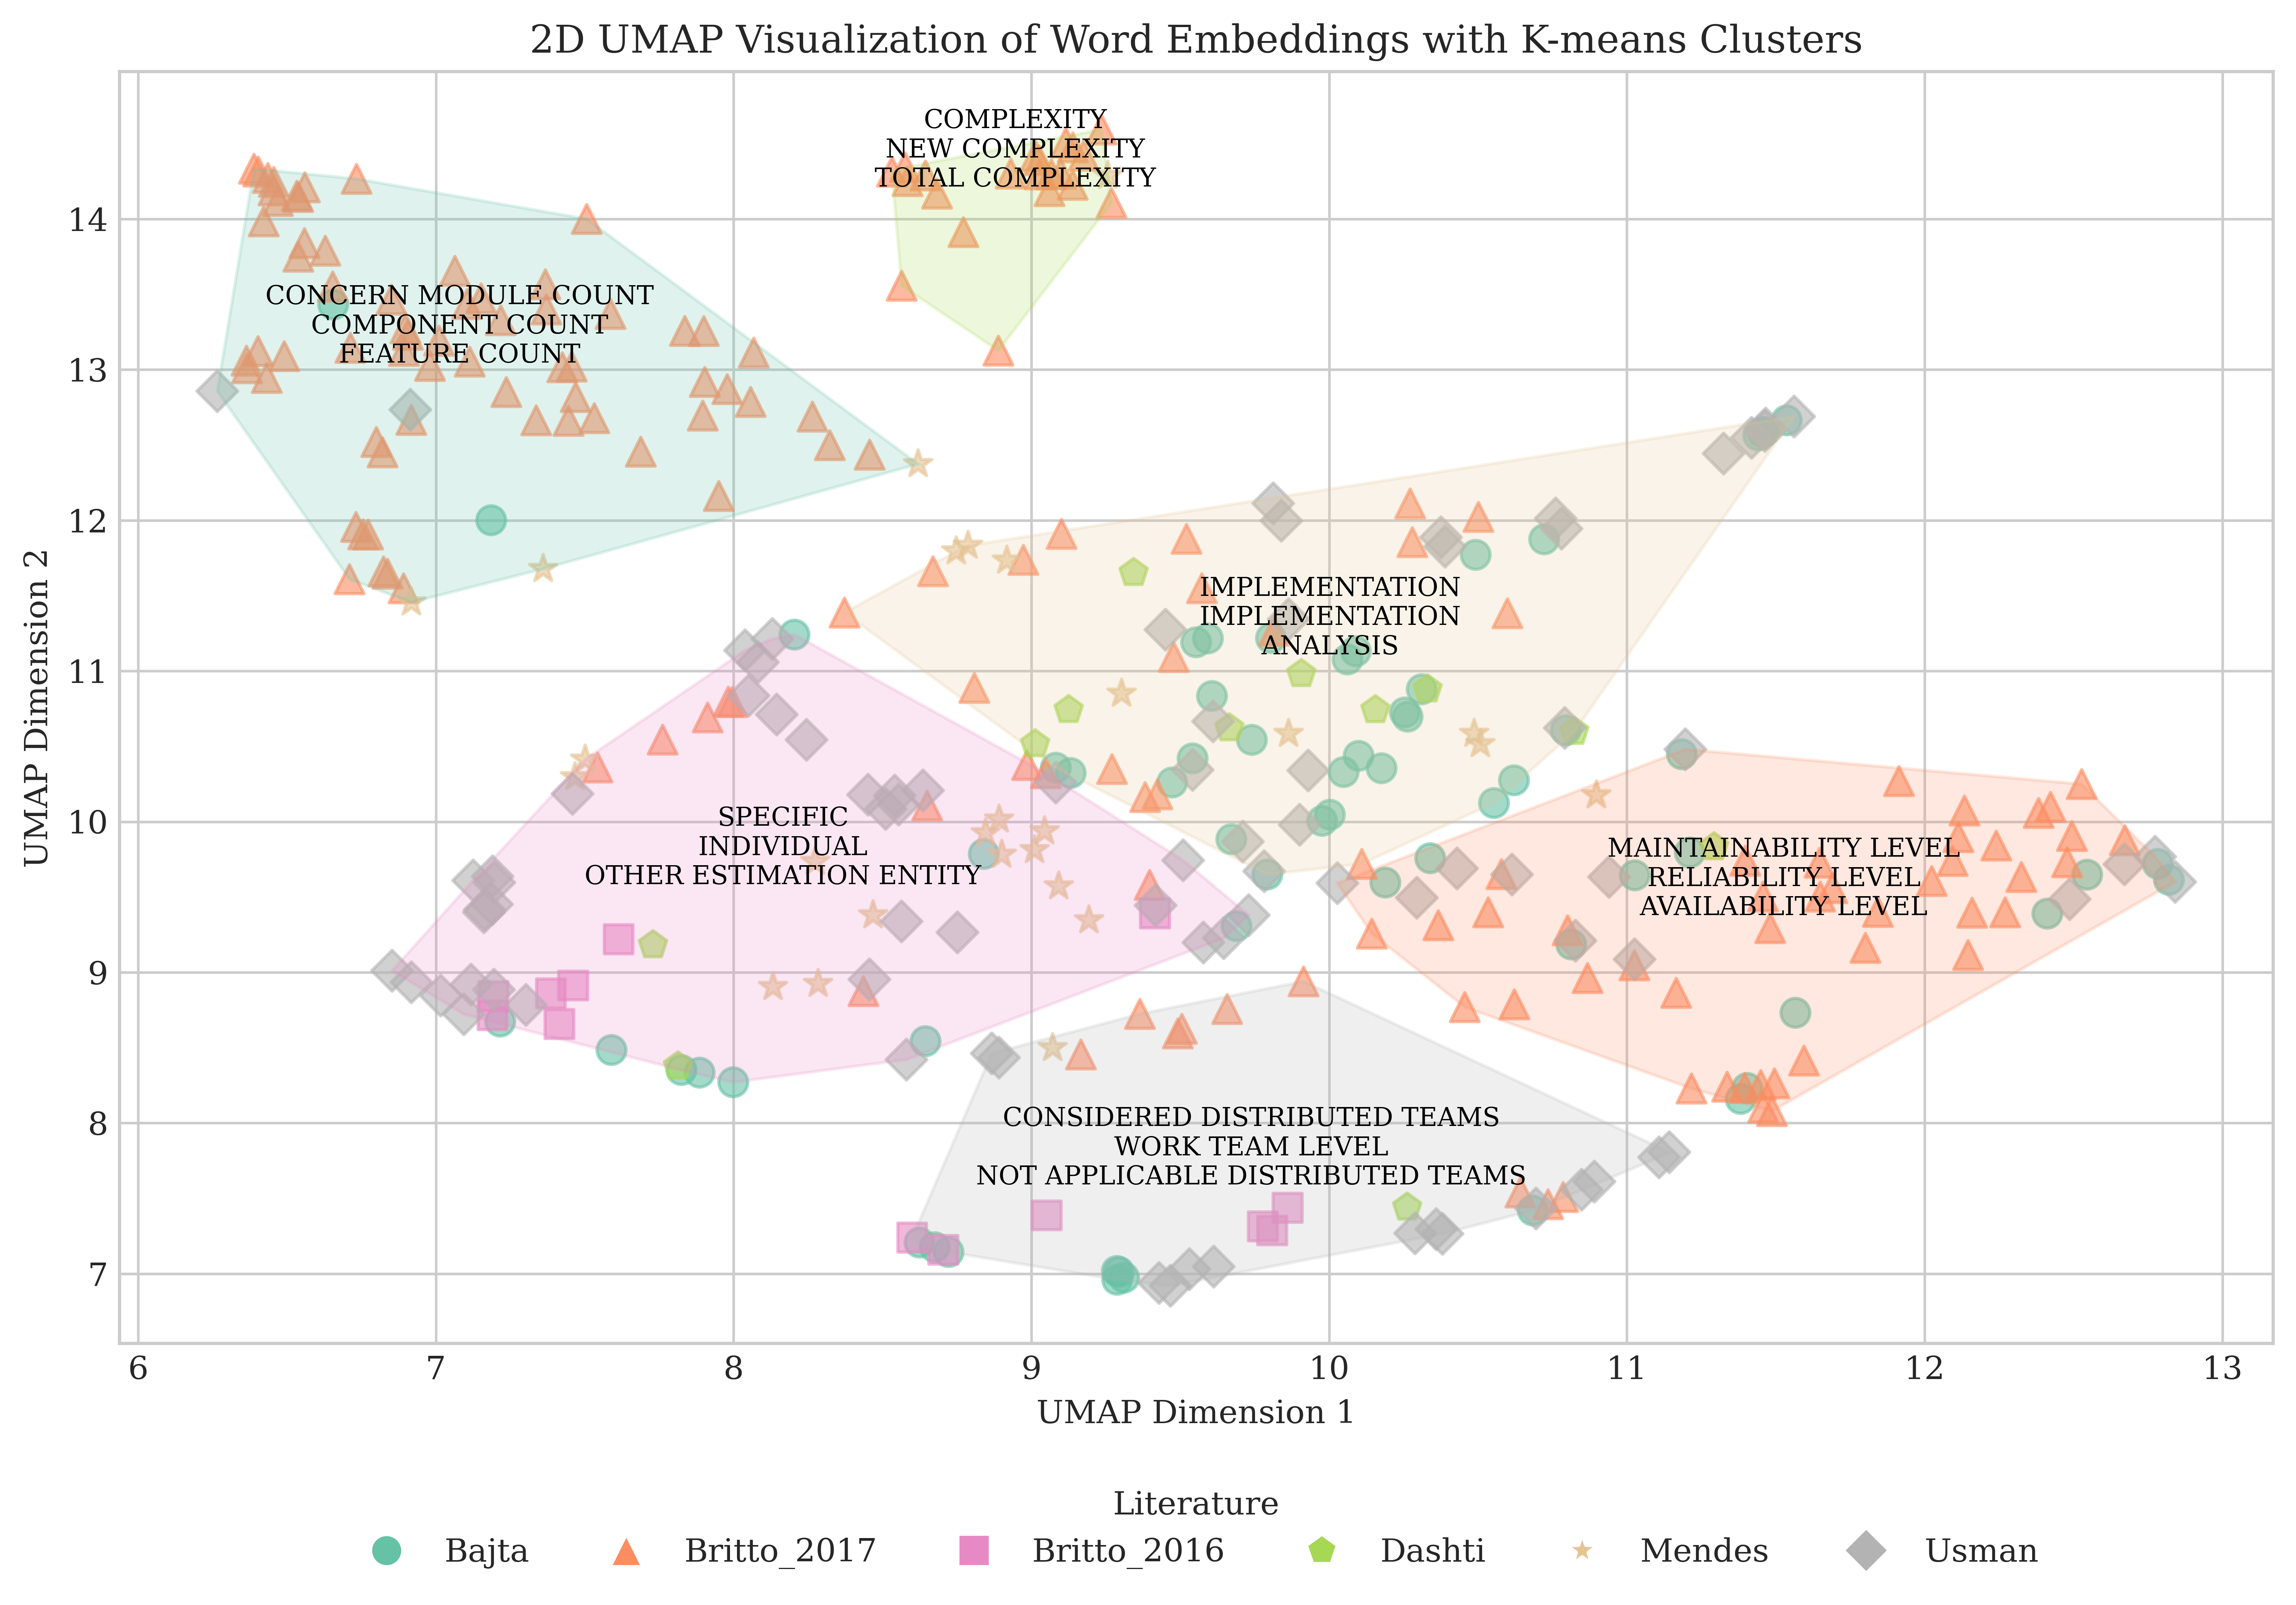 2D UMAP Visualization of Word Embeddings with K-means Clusters
COMPLEXITY
NEW COMPLEXITY
TOTAL COMPLEXITY
CONCERN MODULE COUNT
COMPONENT COUNT
FEATURE COUNT
IMPLEMENTATION
IMPLEMENTATION
ANALYSIS
SPECIFIC
INDIVIDUAL
OTHER ESTIMATION ENTITY
MAINTAINABILITY LEVEL
RELIABILITY LEVEL
AVAILABILITY LEVEL
CONSIDERED DISTRIBUTED TEAMS
WORK TEAM LEVEL
NOT APPLICABLE DISTRIBUTED TEAMS
UMAP Dimension 2
14
13
12
11
10
9
8
7
6 7 8 9 10 11 12 13
UMAP Dimension 1
Literature
Bajta Britto_2017 Britto_2016 Dashti Mendes Usman